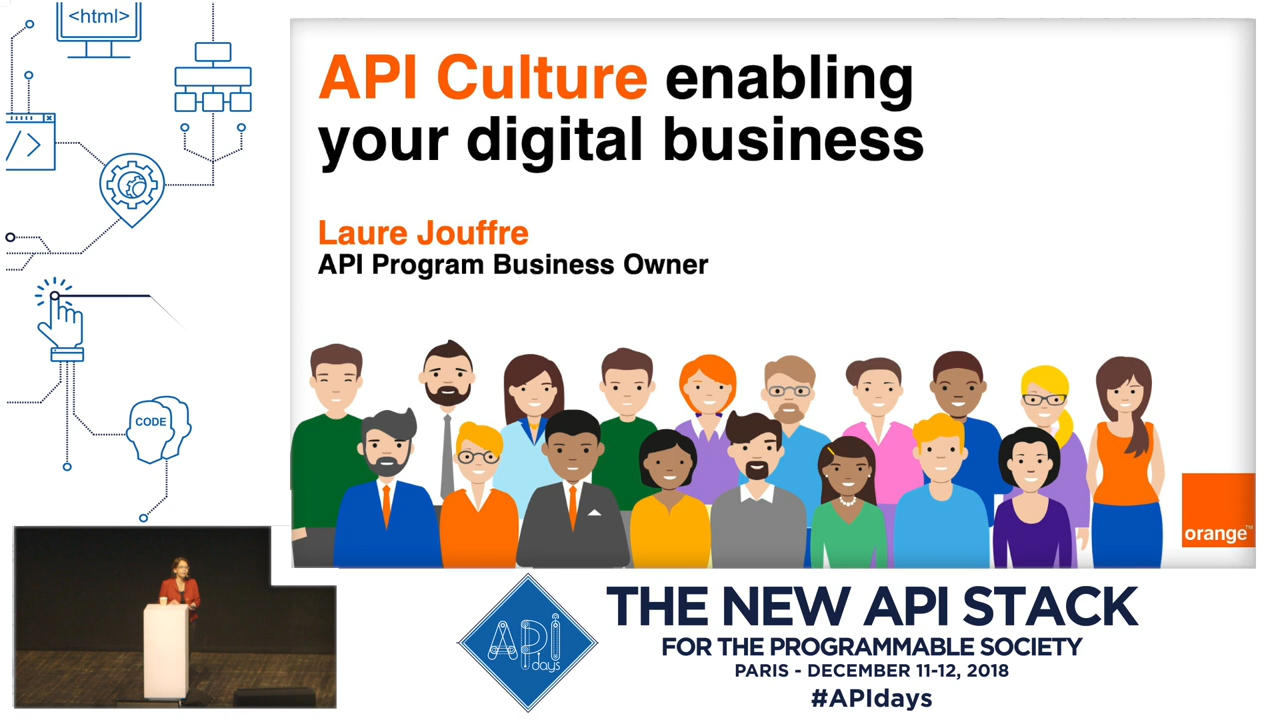 <html>
</>
CODE
API Culture enabling
your digital business
Laure Jouffre
API Program Business Owner
orange™
API
days
THE NEW API STACK
FOR THE PROGRAMMABLE SOCIETY
PARIS - DECEMBER 11-12, 2018
#APIdays